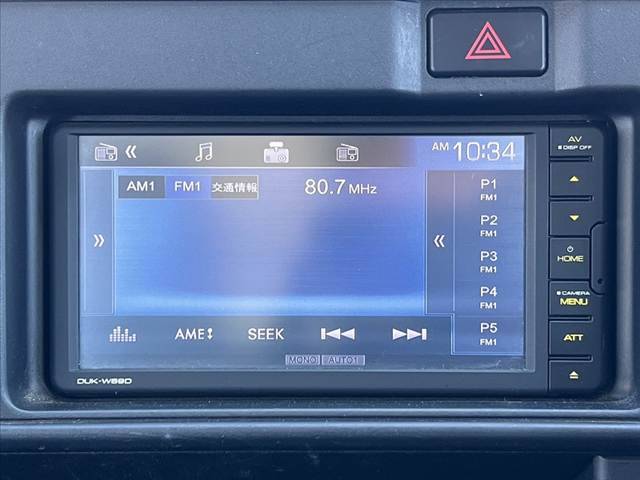 AM 10:34
AM1 FM1 交通情報 80.7 MHz
P1
FM1
P2
FM1
P3
FM1
P4
FM1
P5
FM1
AME SEEK
MONO AUTO1
DUK-W69D
AV
DISP OFF
HOME
CAMERA
MENU
ATT